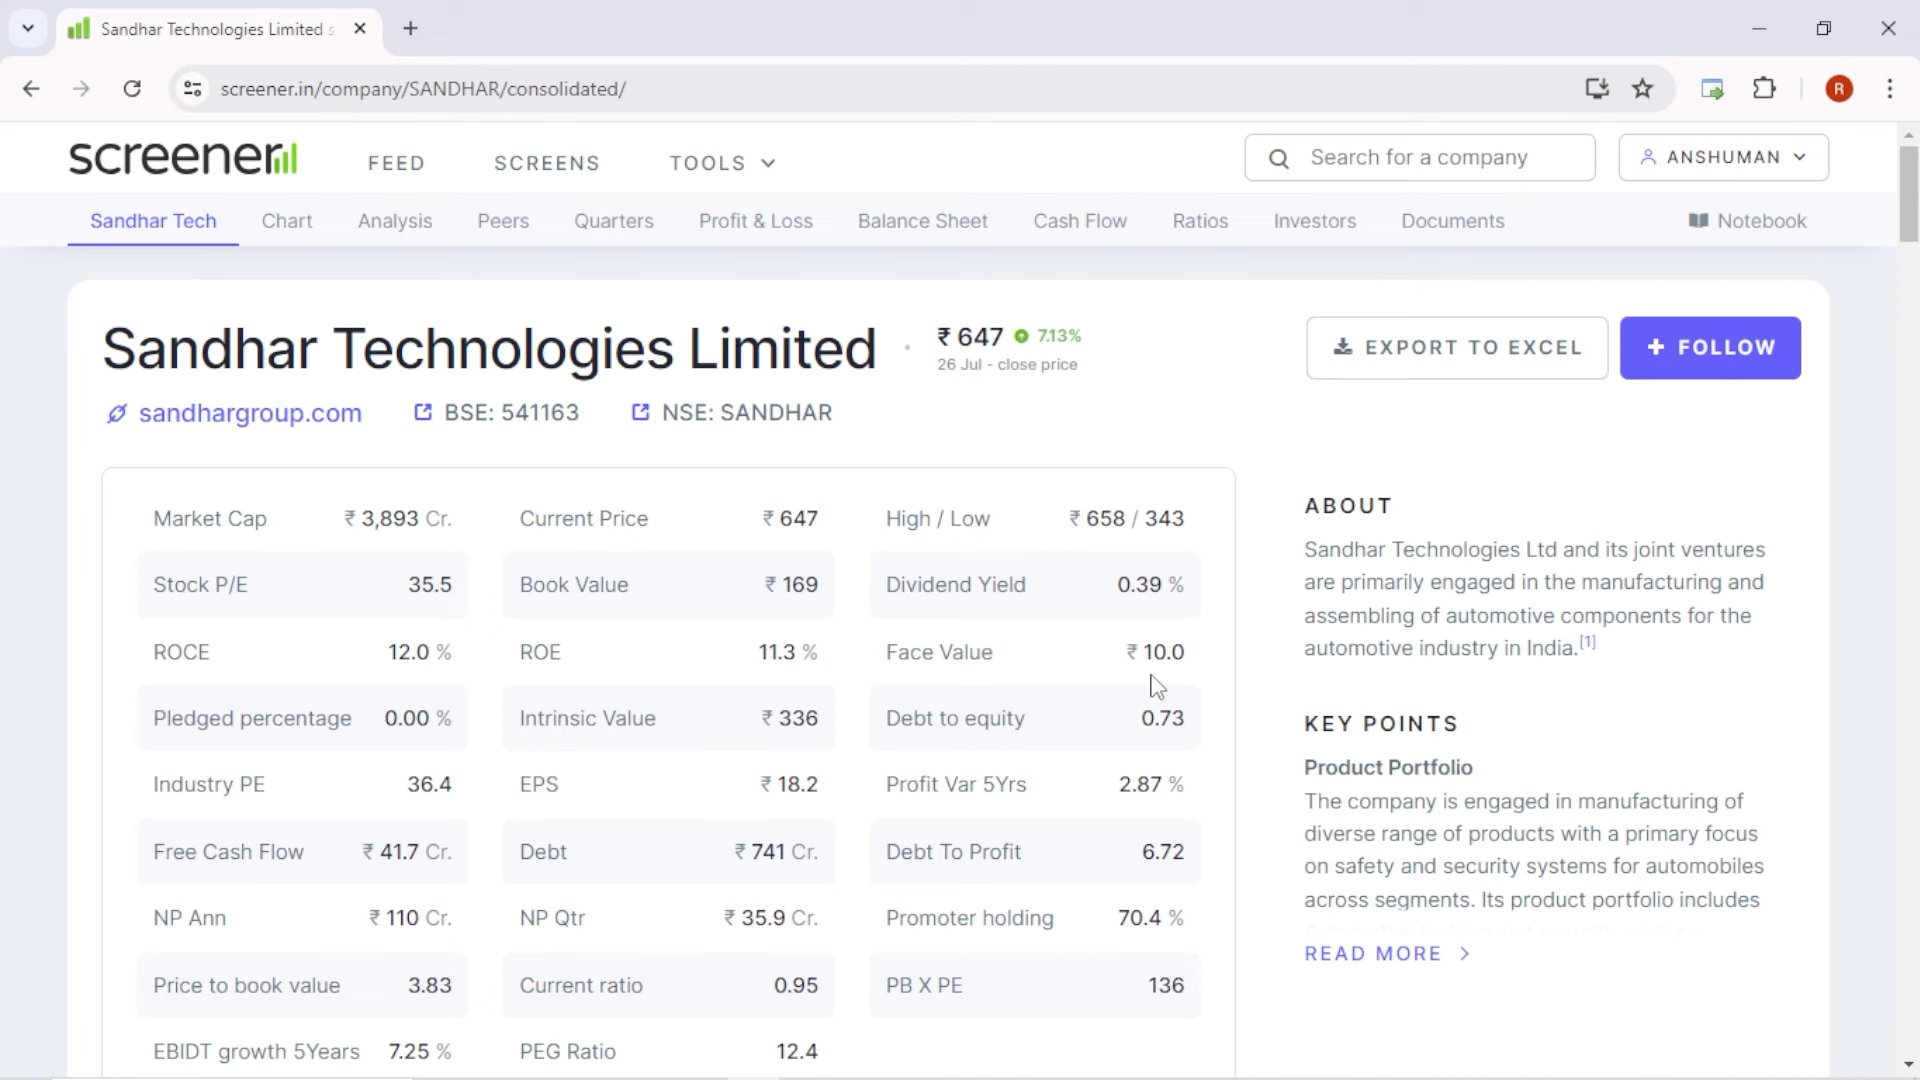 Sandhar Technologies Limited s
screener.in/company/SANDHAR/consolidated/
R
screener
FEED SCREENS TOOLS
Search for a company
ANSHUMAN
Sandhar Tech Chart Analysis Peers Quarters Profit & Loss Balance Sheet Cash Flow Ratios Investors Documents Notebook
Sandhar Technologies Limited
₹ 647 7.13%
26 Jul - close price
EXPORT TO EXCEL
+ FOLLOW
sandhargroup.com BSE: 541163 NSE: SANDHAR
Market Cap ₹ 3,893 Cr. Current Price ₹ 647 High / Low ₹ 658 / 343
Stock P/E 35.5 Book Value ₹ 169 Dividend Yield 0.39 %
ROCE 12.0 % ROE 11.3 % Face Value ₹ 10.0
Pledged percentage 0.00 % Intrinsic Value ₹ 336 Debt to equity 0.73
Industry PE 36.4 EPS ₹ 18.2 Profit Var 5Yrs 2.87 %
Free Cash Flow ₹ 41.7 Cr. Debt ₹ 741 Cr. Debt To Profit 6.72
NP Ann ₹ 110 Cr. NP Qtr ₹ 35.9 Cr. Promoter holding 70.4 %
Price to book value 3.83 Current ratio 0.95 PB X PE 136
EBIDT growth 5Years 7.25 % PEG Ratio 12.4
ABOUT
Sandhar Technologies Ltd and its joint ventures
are primarily engaged in the manufacturing and
assembling of automotive components for the
automotive industry in India.[1]
KEY POINTS
Product Portfolio
The company is engaged in manufacturing of
diverse range of products with a primary focus
on safety and security systems for automobiles
across segments. Its product portfolio includes
READ MORE >